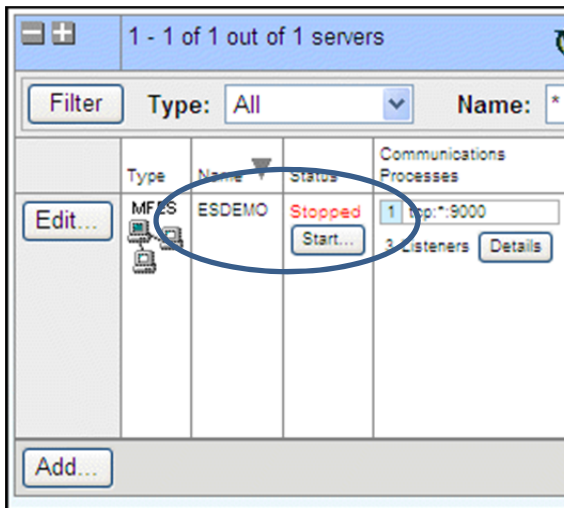 1 - 1 of 1 out of 1 servers
Filter Type: All Name: *
Type Name Status Communications Processes
Edit... MFES ESDEMO Stopped 1 tcp:*:9000
Start... 3 Listeners Details
Add...